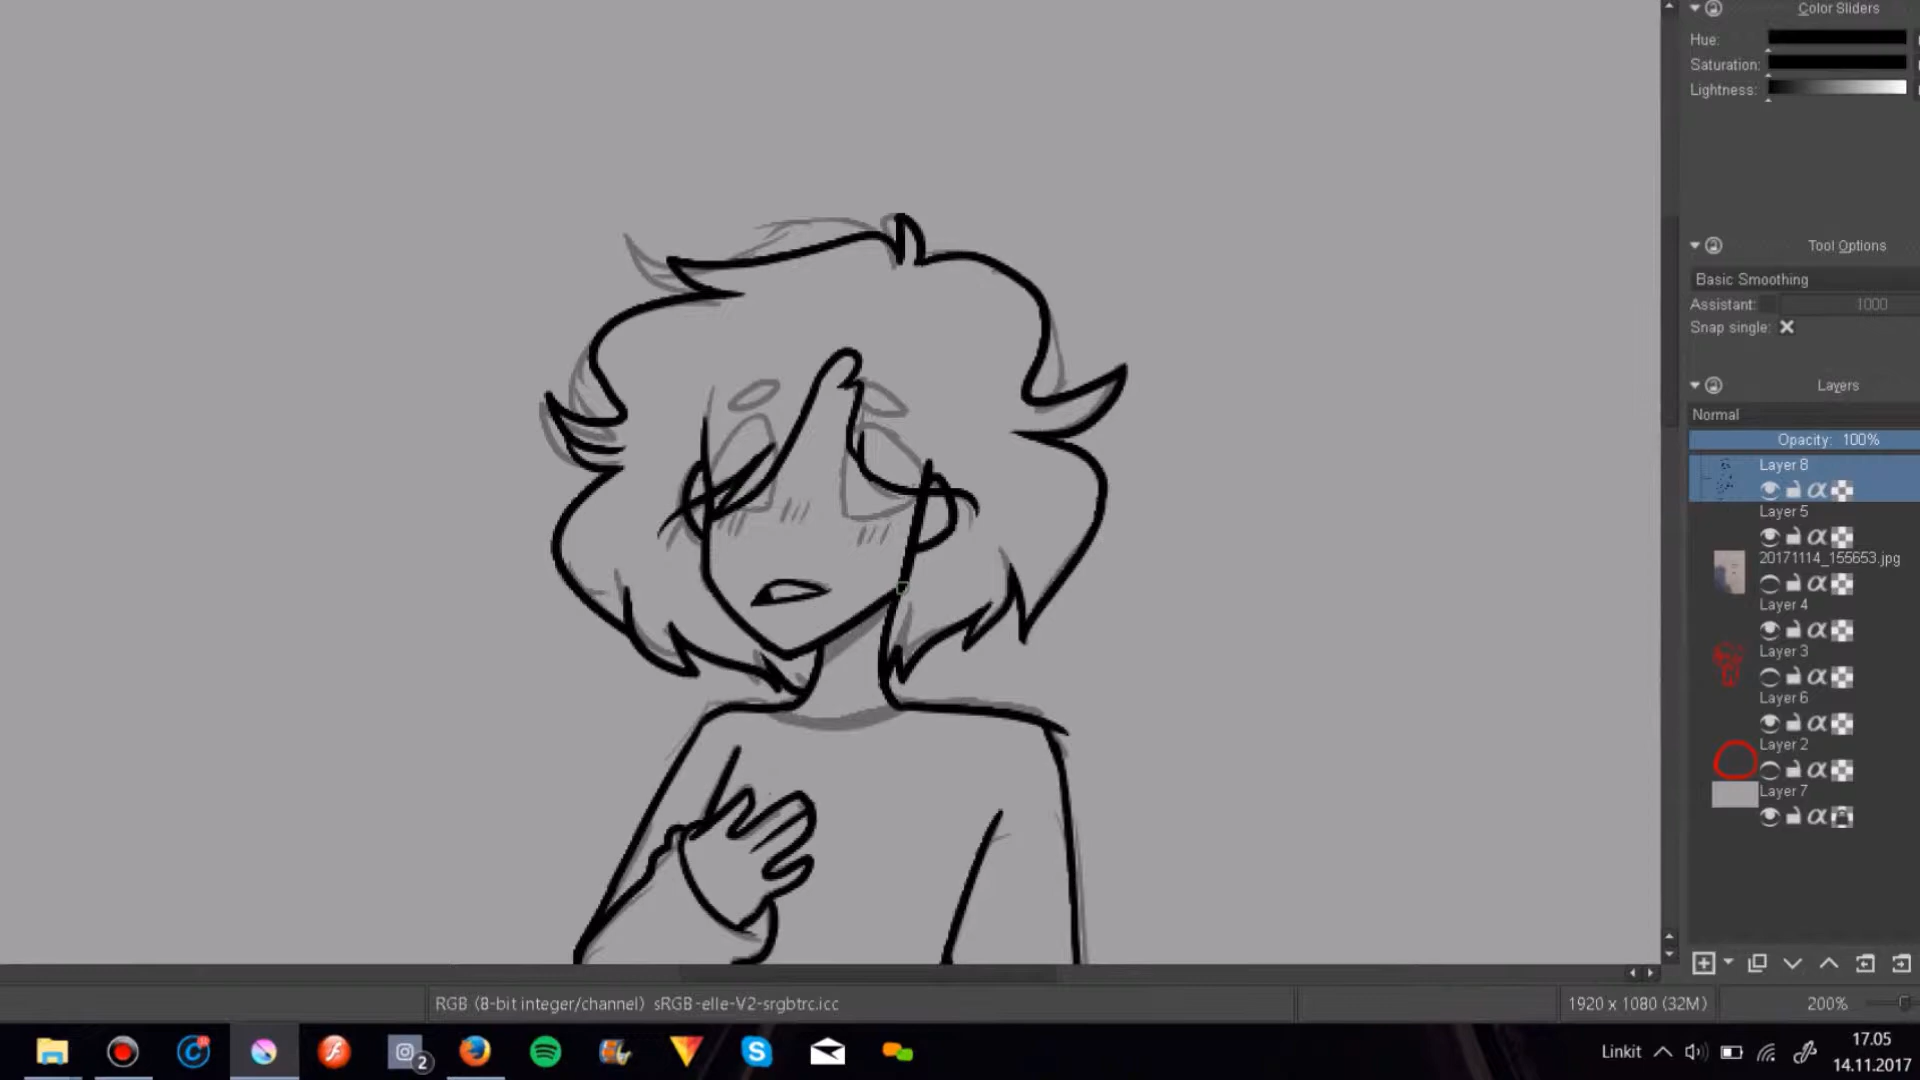 Color Sliders
Hue:
Saturation:
Lightness:
Tool Options
Basic Smoothing
Assistant: 1000
Snap single:
Layers
Normal
Opacity: 100%
Layer 8
Layer 5
20171114_155653.jpg
Layer 4
Layer 3
Layer 6
Layer 2
Layer 7
RGB (8-bit integer/channel) sRGB-elle-V2-srgbtrc.icc
1920 x 1080 (32M)
200%
2
Linkit
17.05
14.11.2017